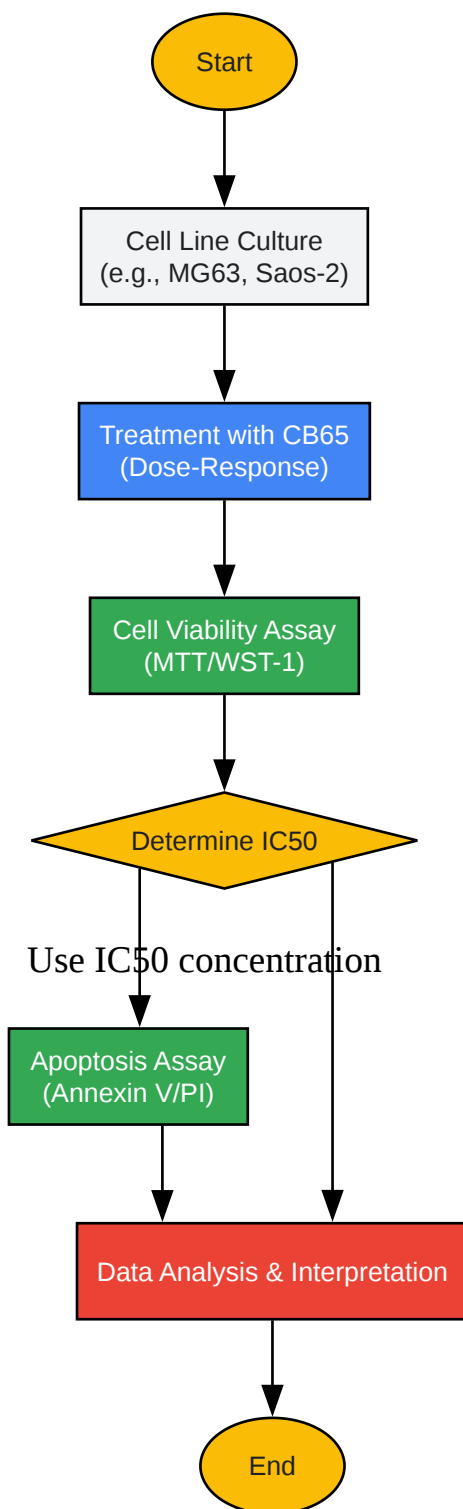 Start
Cell Line Culture
(e.g., MG63, Saos-2)
Treatment with CB65
(Dose-Response)
Cell Viability Assay
(MTT/WST-1)
Determine IC50
Use IC50 concentration
Apoptosis Assay
(Annexin V/PI)
Data Analysis & Interpretation
End